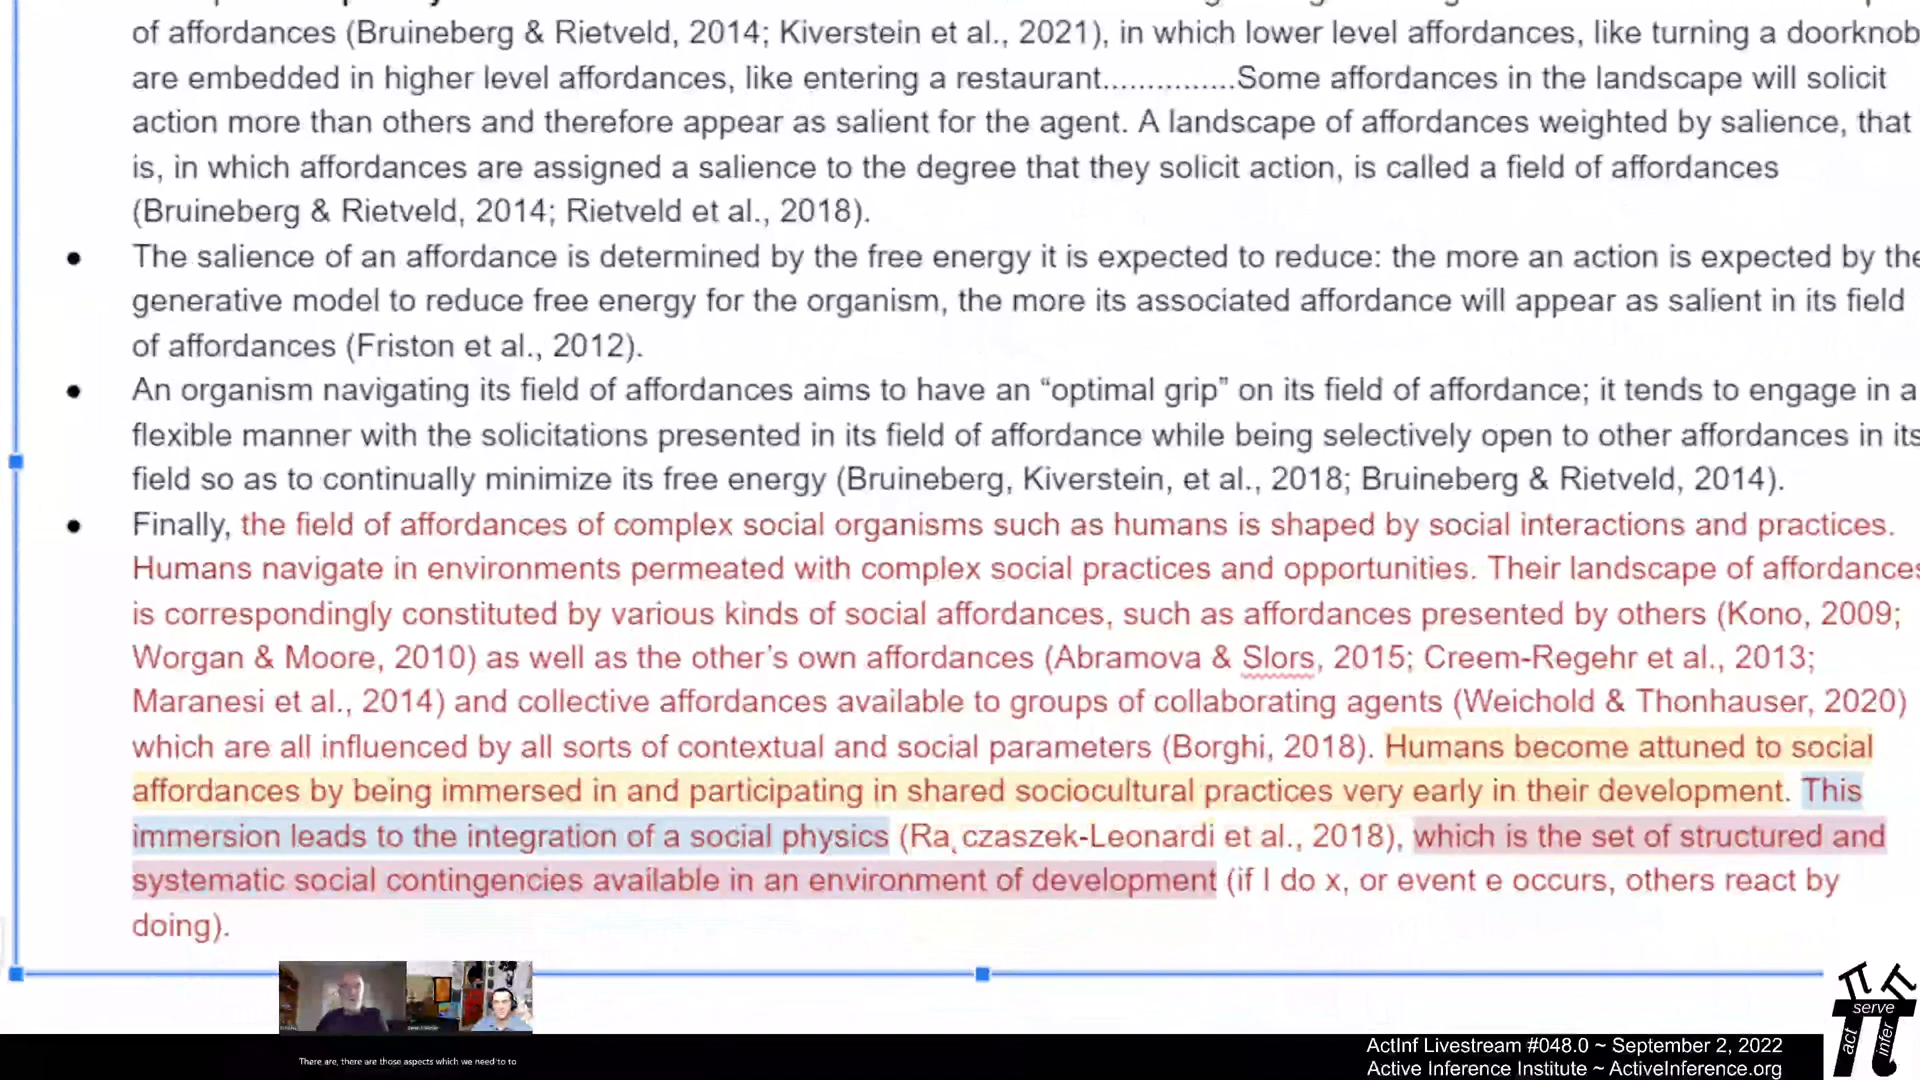 of affordances (Bruineberg & Rietveld, 2014; Kiverstein et al., 2021), in which lower level affordances, like turning a doorknob
are embedded in higher level affordances, like entering a restaurant...............Some affordances in the landscape will solicit
action more than others and therefore appear as salient for the agent. A landscape of affordances weighted by salience, that
is, in which affordances are assigned a salience to the degree that they solicit action, is called a field of affordances
(Bruineberg & Rietveld, 2014; Rietveld et al., 2018).
● The salience of an affordance is determined by the free energy it is expected to reduce: the more an action is expected by the
generative model to reduce free energy for the organism, the more its associated affordance will appear as salient in its field
of affordances (Friston et al., 2012).
● An organism navigating its field of affordances aims to have an “optimal grip” on its field of affordance; it tends to engage in a
flexible manner with the solicitations presented in its field of affordance while being selectively open to other affordances in its
field so as to continually minimize its free energy (Bruineberg, Kiverstein, et al., 2018; Bruineberg & Rietveld, 2014).
● Finally, the field of affordances of complex social organisms such as humans is shaped by social interactions and practices.
Humans navigate in environments permeated with complex social practices and opportunities. Their landscape of affordances
is correspondingly constituted by various kinds of social affordances, such as affordances presented by others (Kono, 2009;
Worgan & Moore, 2010) as well as the other’s own affordances (Abramova & Slors, 2015; Creem-Regehr et al., 2013;
Maranesi et al., 2014) and collective affordances available to groups of collaborating agents (Weichold & Thonhauser, 2020)
which are all influenced by all sorts of contextual and social parameters (Borghi, 2018). Humans become attuned to social
affordances by being immersed in and participating in shared sociocultural practices very early in their development. This
immersion leads to the integration of a social physics (Ra˛czaszek-Leonardi et al., 2018), which is the set of structured and
systematic social contingencies available in an environment of development (if I do x, or event e occurs, others react by
doing).
There are, there are those aspects which we need to to
ActInf Livestream #048.0 ~ September 2, 2022
Active Inference Institute ~ ActiveInference.org
serve
act
infer